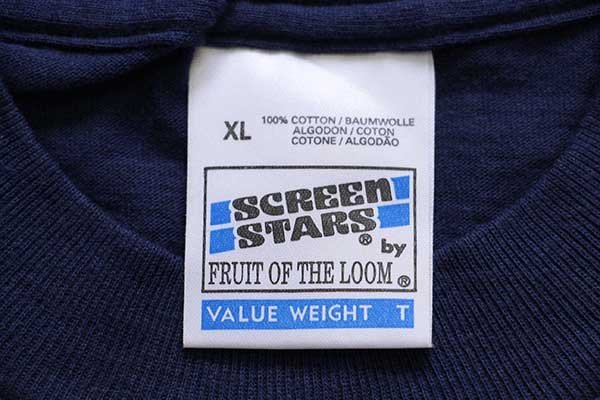 XL
100% COTTON / BAUMWOLLE
ALGODON / COTON
COTONE / ALGODÃO
SCREEN
STARS® by
FRUIT OF THE LOOM®
VALUE WEIGHT T